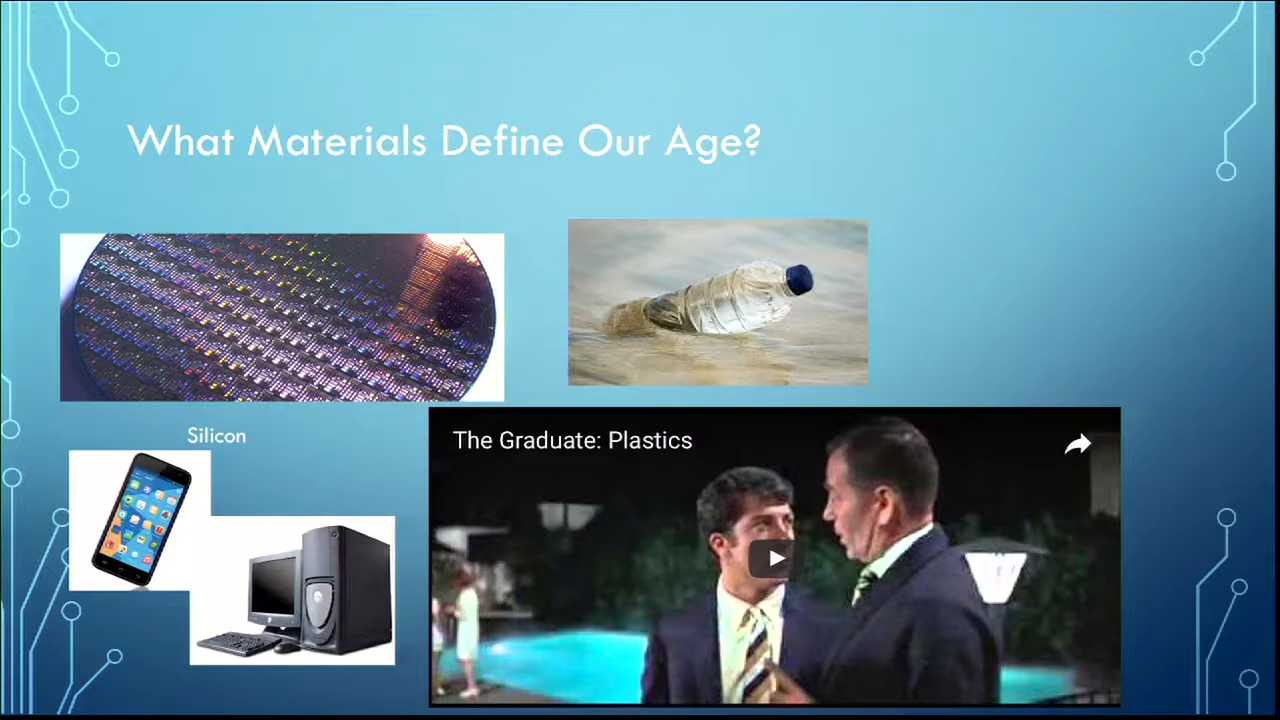 What Materials Define Our Age?
Silicon
The Graduate: Plastics